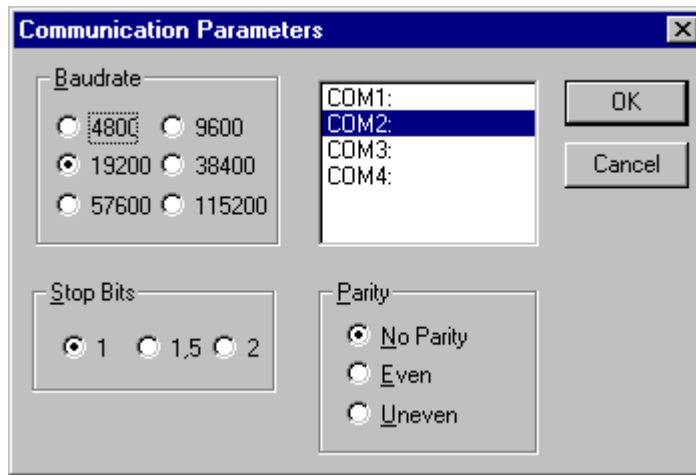 Communication Parameters
Baudrate
4800 9600
19200 38400
57600 115200
COM1:
COM2:
COM3:
COM4:
OK
Cancel
Stop Bits
1 1,5 2
Parity
No Parity
Even
Uneven